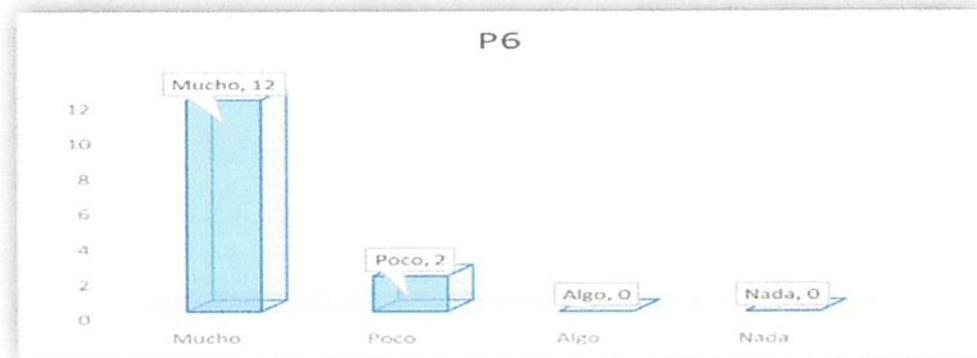 P6
Mucho, 12
12
10
8
6
4
Poco, 2
2
Algo, 0
Nada, 0
0
Mucho
Poco
Algo
Nada